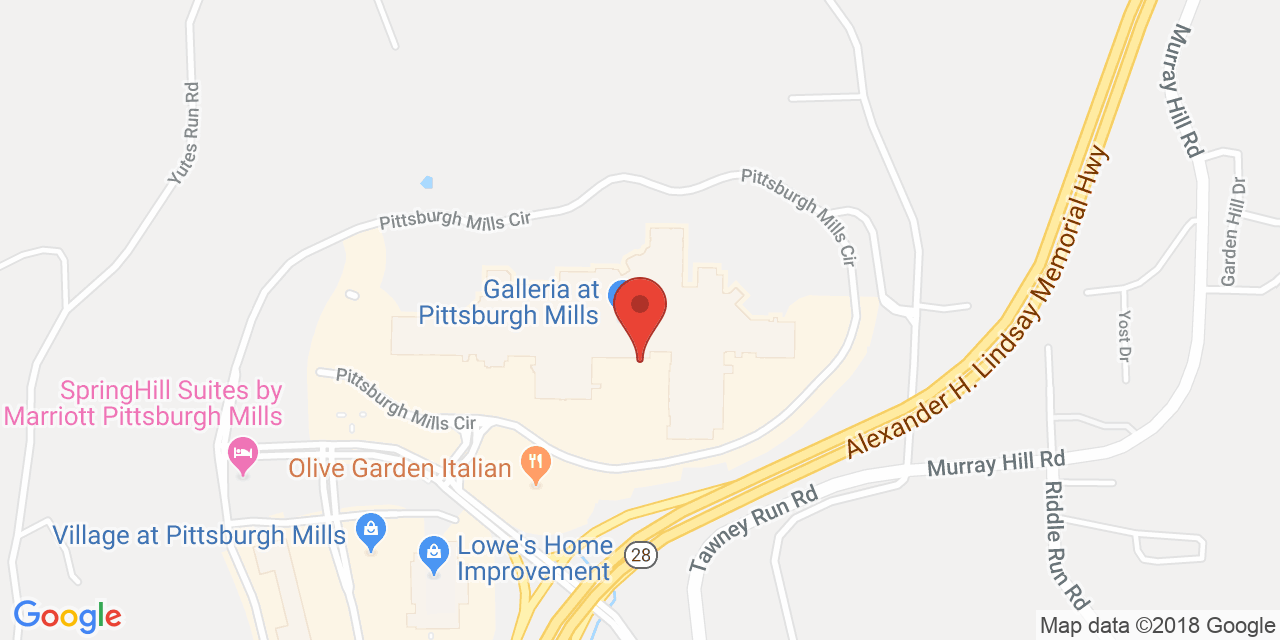 Murray Hill Rd
Yutes Run Rd
Alexander H. Lindsay Memorial Hwy
Pittsburgh Mills Cir
Pittsburgh Mills Cir
Garden Hill Dr
Galleria at
Pittsburgh Mills
Yost Dr
Pittsburgh Mills Cir
SpringHill Suites by
Marriott Pittsburgh Mills
Olive Garden Italian
Murray Hill Rd
Tawney Run Rd
Riddle Run Rd
Village at Pittsburgh Mills
Lowe's Home
Improvement
28
Google
Map data ©2018 Google